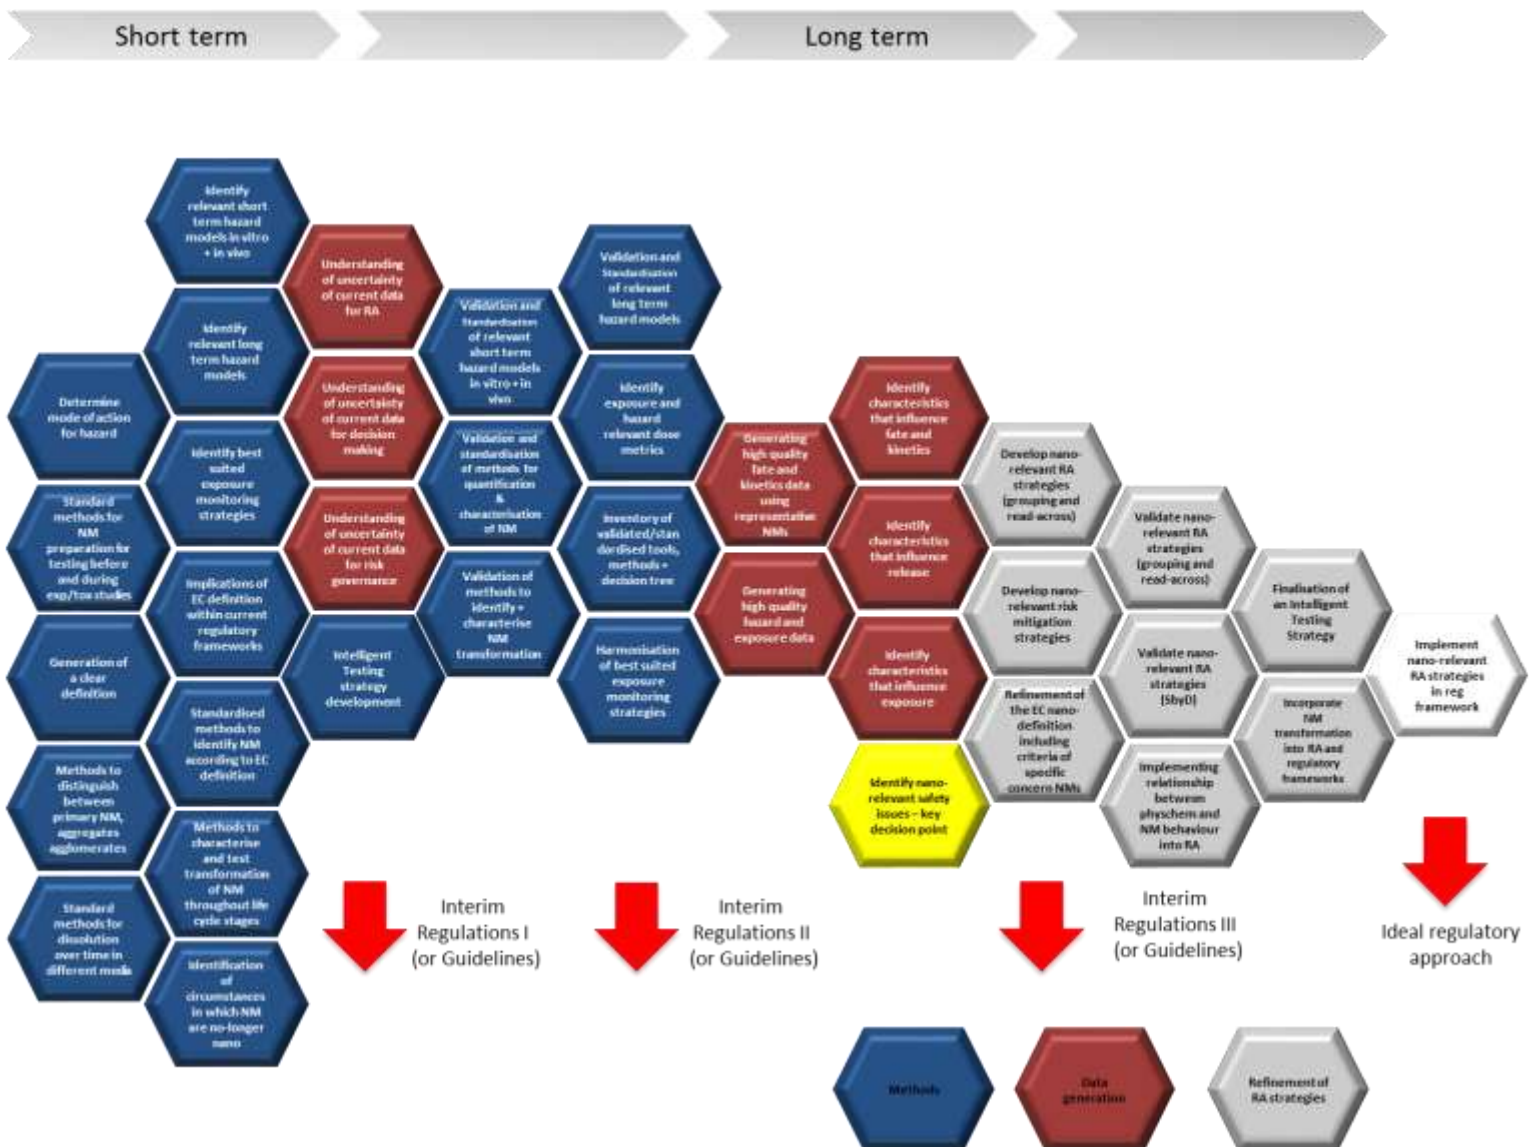 Short term
Long term
Determine
mode of action
for hazard
Standard
methods for
NM
preparation for
testing before
and during
exp/tox studies
Generation of
a clear
definition
Methods to
distinguish
between
primary NM,
aggregates
agglomerates
Standard
methods for
dissolution
over time in
different media
Identify
relevant short
term hazard
models in vitro
+ in vivo
Identify
relevant long
term hazard
models
Identify best
suited
exposure
monitoring
strategies
Implications of
EC definition
within current
regulatory
frameworks
Standardised
methods to
identify NM
according to EC
definition
Methods to
characterise
and test
transformation
of NM
throughout life
cycle stages
Identification
of
circumstances
in which NM
are no-longer
nano
Understanding
of uncertainty
of current data
for RA
Understanding
of uncertainty
of current data
for decision
making
Understanding
of uncertainty
of current data
for risk
governance
Intelligent
Testing
strategy
development
Validation and
Standardisation
of relevant
short term
hazard models
in vitro + in
vivo
Validation and
standardisation
of methods for
quantification
&
characterisation
of NM
Validation of
methods to
identify +
characterise
NM
transformation
Validation and
Standardisation
of relevant
long term
hazard models
Identify
exposure and
hazard
relevant dose
metrics
Inventory of
validated/stan
dardised tools,
methods +
decision tree
Harmonisation
of best suited
exposure
monitoring
strategies
Generating
high quality
fate and
kinetics data
using
representative
NMs
Generating
high quality
hazard and
exposure data
Identify
characteristics
that influence
fate and
kinetics
Identify
characteristics
that influence
release
Identify
characteristics
that influence
exposure
Identify nano-
relevant safety
issues – key
decision point
Develop nano-
relevant RA
strategies
(grouping and
read-across)
Develop nano-
relevant risk
mitigation
strategies
Refinement of
the EC nano-
definition
including
criteria of
specific
concern NMs
Validate nano-
relevant RA
strategies
(grouping and
read-across)
Validate nano-
relevant RA
strategies
(SbyD)
Implementing
relationship
between
physchem and
NM behaviour
into RA
Finalisation of
an Intelligent
Testing
Strategy
Incorporate
NM
transformation
into RA and
regulatory
frameworks
Implement
nano-relevant
RA strategies
in reg
framework
Interim
Regulations I
(or Guidelines)
Interim
Regulations II
(or Guidelines)
Interim
Regulations III
(or Guidelines)
Ideal regulatory
approach
Methods
Data
generation
Refinement of
RA strategies